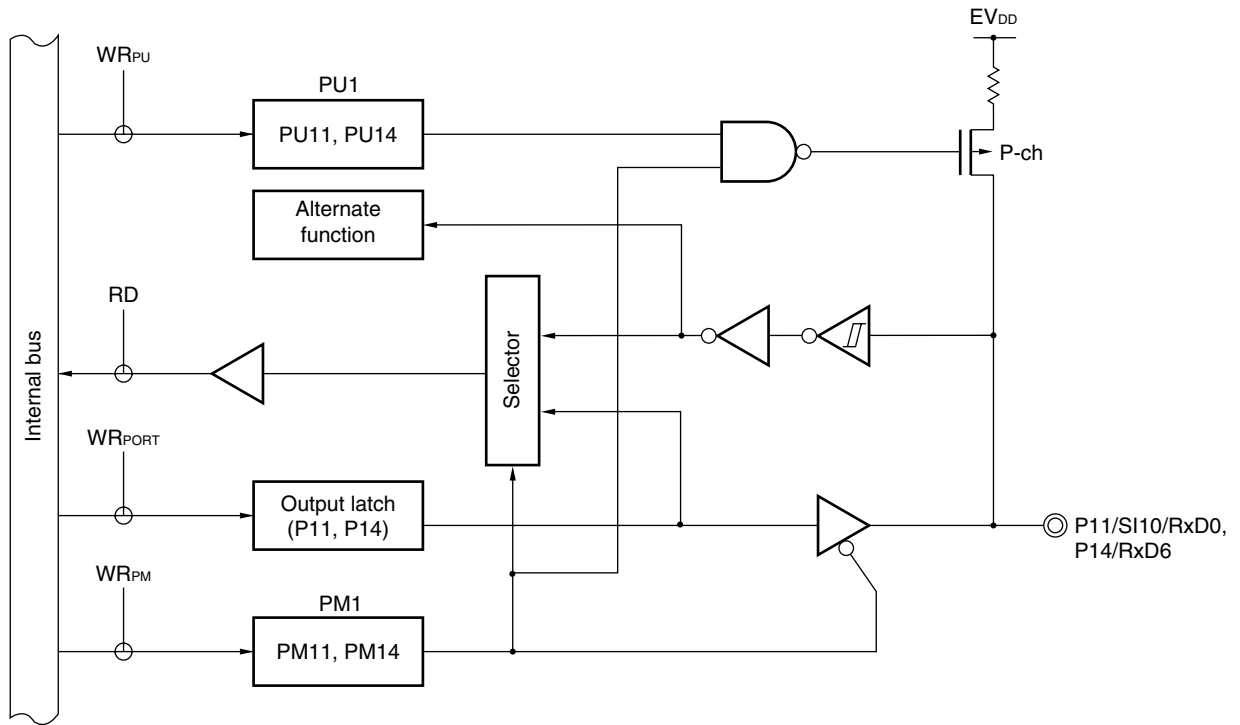 EVDD
WRPU
PU1
PU11, PU14
P-ch
Alternate
function
RD
Selector
Internal bus
WRPORT
Output latch
(P11, P14)
P11/SI10/RxD0,
P14/RxD6
WRPM
PM1
PM11, PM14